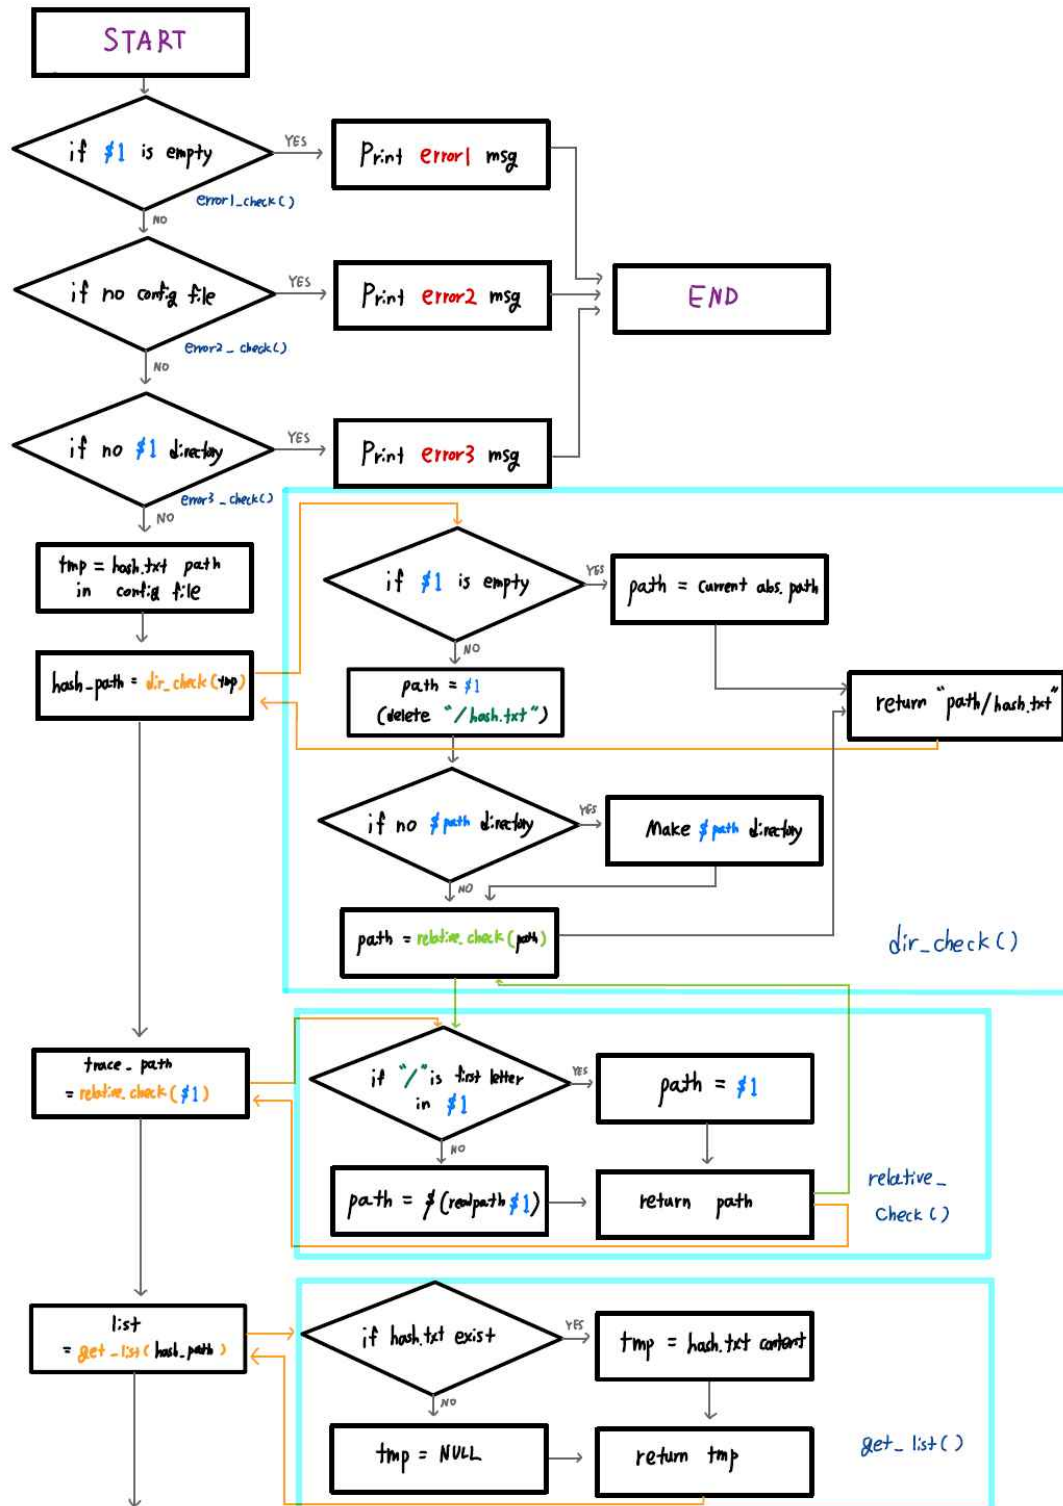 START
if $1 is empty
YES
Print error1 msg
error1_check()
NO
if no config file
YES
Print error2 msg
END
error2_check()
NO
if no $1 directory
YES
Print error3 msg
error3_check()
NO
tmp = hash.txt path
in config file
if $1 is empty
YES
path = current abs. path
NO
hash_path = dir_check(tmp)
path = $1
(delete "/hash.txt")
return "path/hash.txt"
if no $path directory
YES
Make $path directory
NO
path = relative_check(path)
dir_check()
trace_path
= relative_check($1)
if "/" is first letter
in $1
YES
path = $1
NO
path = $(realpath $1)
return path
relative_
check()
list
= get_list(hash_path)
if hash.txt exist
YES
tmp = hash.txt content
NO
tmp = NULL
return tmp
get_list()